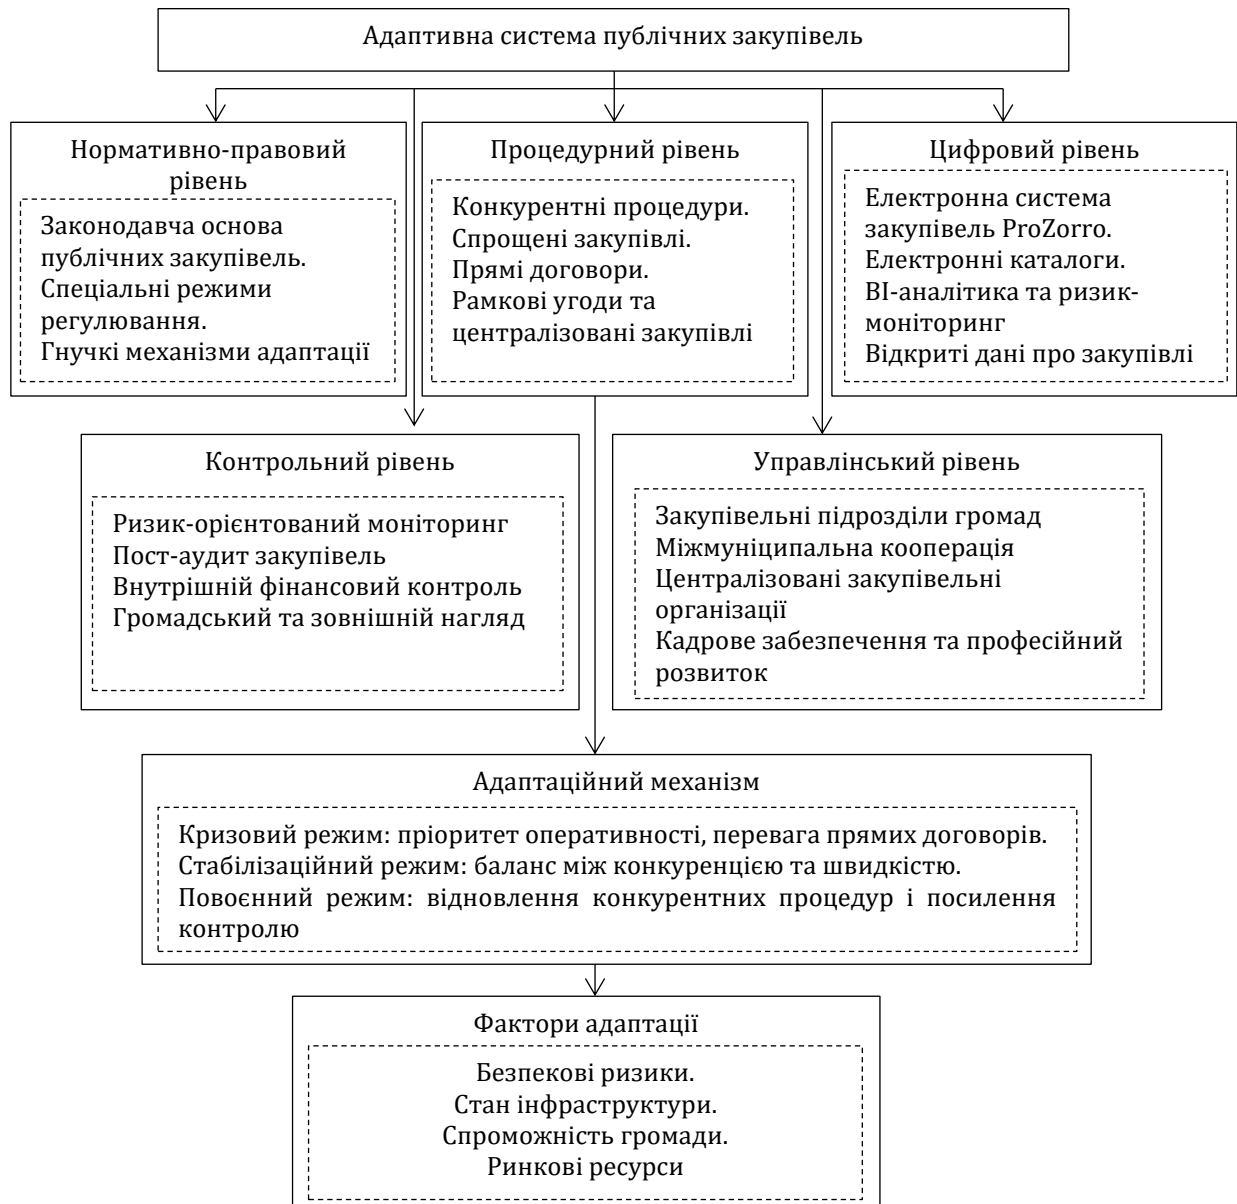 Адаптивна система публічних закупівель
Нормативно-правовий
рівень
Законодавча основа
публічних закупівель.
Спеціальні режими
регулювання.
Гнучкі механізми адаптації
Процедурний рівень
Конкурентні процедури.
Спрощені закупівлі.
Прямі договори.
Рамкові угоди та
централізовані закупівлі
Цифровий рівень
Електронна система
закупівель ProZorro.
Електронні каталоги.
BI-аналітика та ризик-
моніторинг
Відкриті дані про закупівлі
Контрольний рівень
Ризик-орієнтований моніторинг
Пост-аудит закупівель
Внутрішній фінансовий контроль
Громадський та зовнішній нагляд
Управлінський рівень
Закупівельні підрозділи громад
Міжмуніципальна кооперація
Централізовані закупівельні
організації
Кадрове забезпечення та професійний
розвиток
Адаптаційний механізм
Кризовий режим: пріоритет оперативності, перевага прямих договорів.
Стабілізаційний режим: баланс між конкуренцією та швидкістю.
Повоєнний режим: відновлення конкурентних процедур і посилення
контролю
Фактори адаптації
Безпекові ризики.
Стан інфраструктури.
Спроможність громади.
Ринкові ресурси